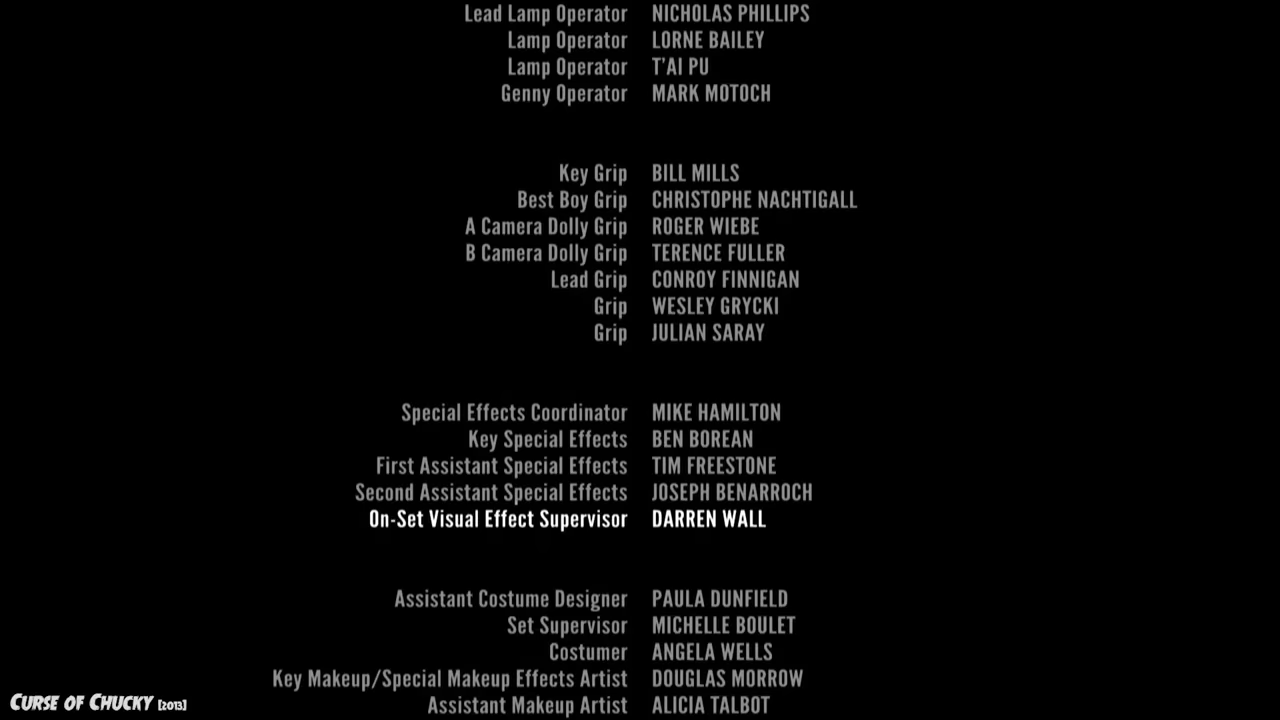 Lead Lamp Operator NICHOLAS PHILLIPS
Lamp Operator LORNE BAILEY
Lamp Operator T'AI PU
Genny Operator MARK MOTOCH
Key Grip BILL MILLS
Best Boy Grip CHRISTOPHE NACHTIGALL
A Camera Dolly Grip ROGER WIEBE
B Camera Dolly Grip TERENCE FULLER
Lead Grip CONROY FINNIGAN
Grip WESLEY GRYCKI
Grip JULIAN SARAY
Special Effects Coordinator MIKE HAMILTON
Key Special Effects BEN BOREAN
First Assistant Special Effects TIM FREESTONE
Second Assistant Special Effects JOSEPH BENARROCH
On-Set Visual Effect Supervisor DARREN WALL
Assistant Costume Designer PAULA DUNFIELD
Set Supervisor MICHELLE BOULET
Costumer ANGELA WELLS
Key Makeup/Special Makeup Effects Artist DOUGLAS MORROW
Assistant Makeup Artist ALICIA TALBOT
CURSE OF CHUCKY [2013]